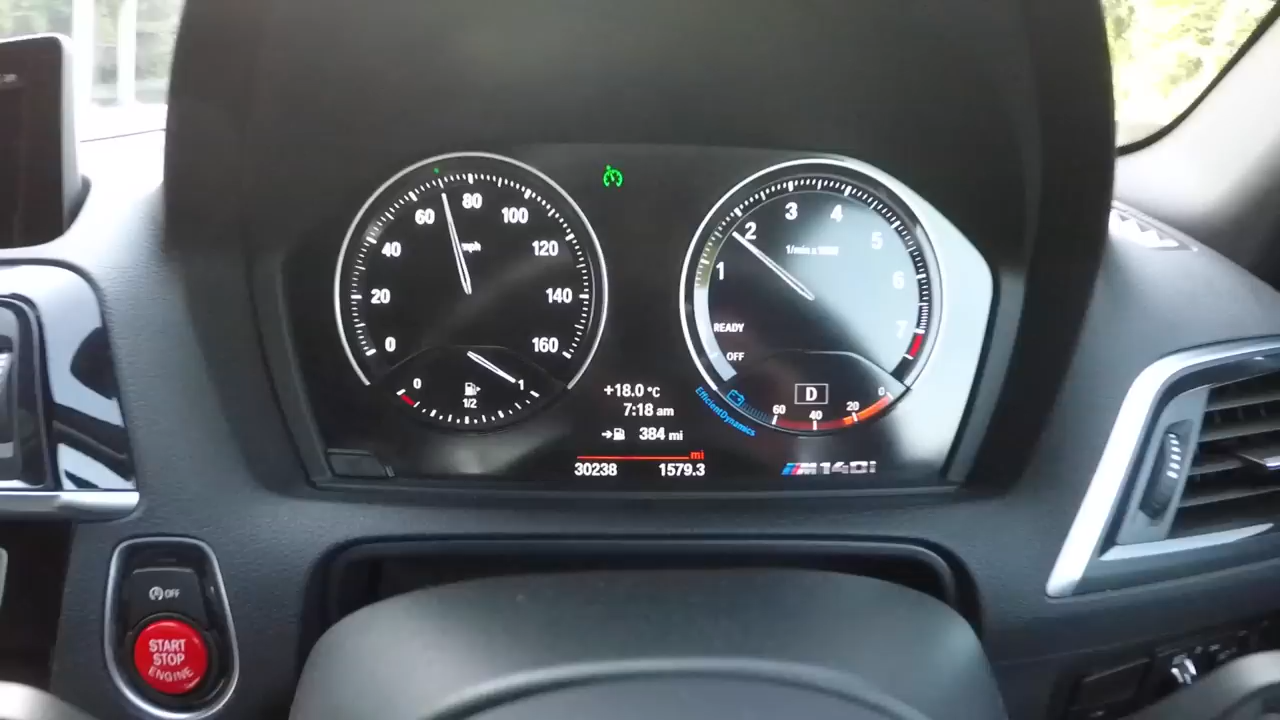 0
20
40
60
80
100
120
140
160
mph
0
1/2
1
+18.0 °C
7:18 am
384 mi
mi
30238 1579.3
1
2
3
4
5
6
7
1/min x 1000
READY
OFF
D
EfficientDynamics
60
40
20
0
M140i
OFF
START
STOP
ENGINE